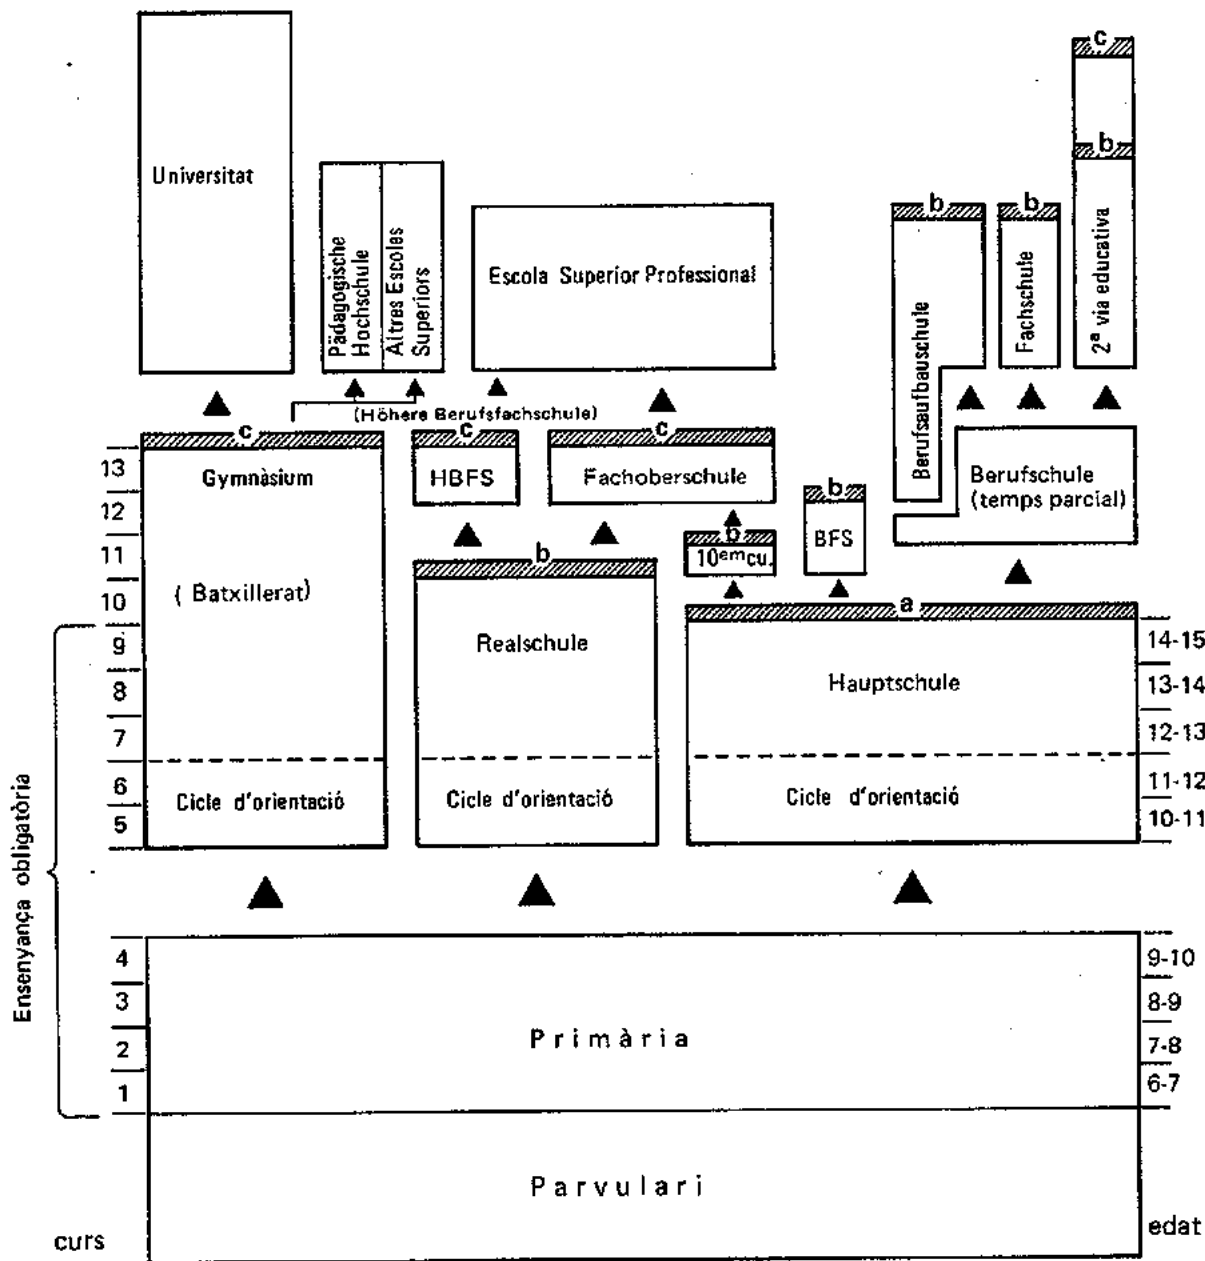 c
b
Universitat
Pädagogische
Hochschule
Altres Escoles
Superiors
Escola Superior Professional
b
Berufsaufbauschule
b
Fachschule
2ª via educativa
(Höhere Berufsfachschule)
c
Gymnàsium
( Batxillerat)
c
HBFS
c
Fachoberschule
b
10emcu.
b
BFS
Berufschule
(temps parcial)
b
Realschule
a
Hauptschule
Cicle d'orientació
Cicle d'orientació
Cicle d'orientació
13
12
11
10
9
8
7
6
5
14-15
13-14
12-13
11-12
10-11
Ensenyança obligatòria
4
3
2
1
9-10
8-9
7-8
6-7
Primària
Parvulari
curs
edat